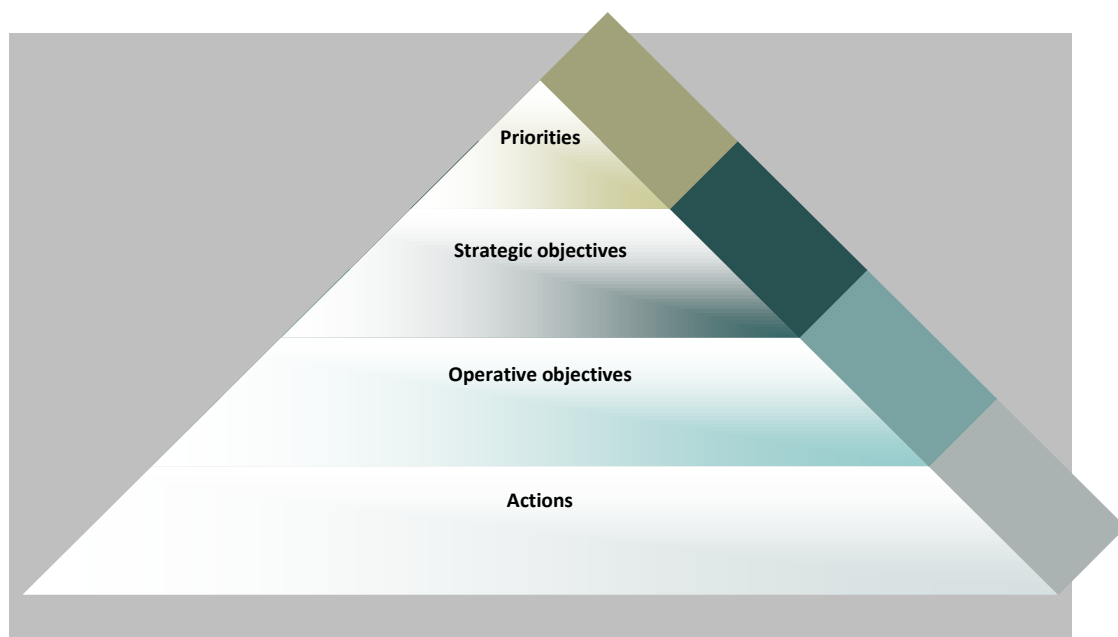 Priorities
Strategic objectives
Operative objectives
Actions